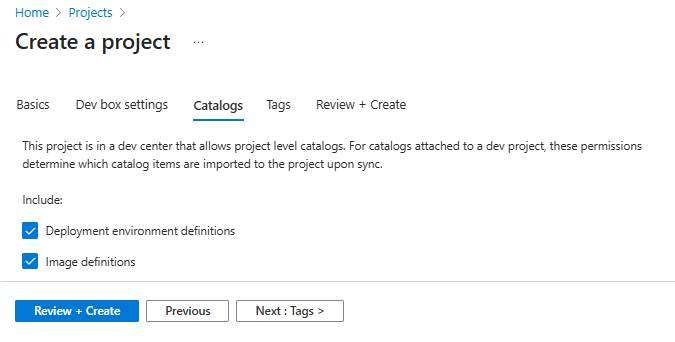 Home > Projects >
Create a project ...
Basics Dev box settings Catalogs Tags Review + Create
This project is in a dev center that allows project level catalogs. For catalogs attached to a dev project, these permissions
determine which catalog items are imported to the project upon sync.
Include:
Deployment environment definitions
Image definitions
Review + Create Previous Next : Tags >